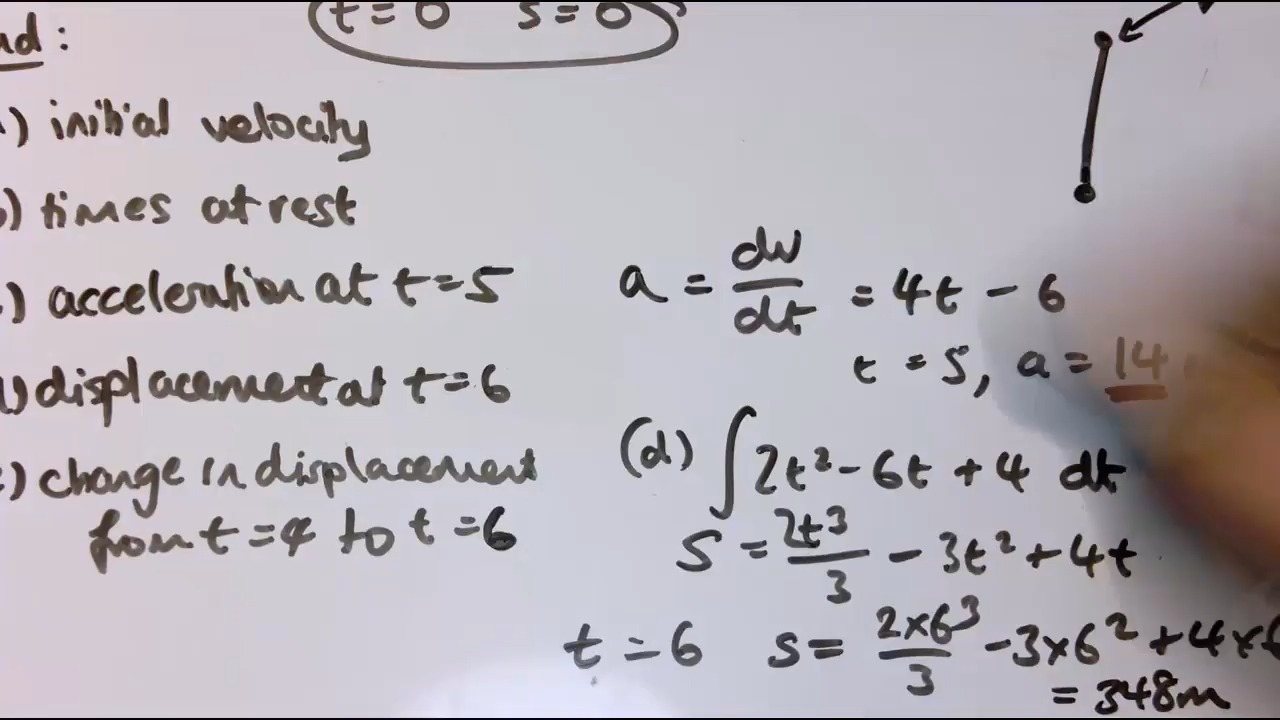 t = 0 s = 0
nd :
) initial velocity
) times at rest
) acceleration at t = 5
) displacement at t = 6
) change in displacement
from t = 4 to t = 6
a = dv/dt = 4t - 6
t = 5, a = 14
(d) ∫ 2t² - 6t + 4 dt
S = 2t³/3 - 3t² + 4t
t = 6 s = 2×6³/3 - 3×6² + 4×6
= 348m